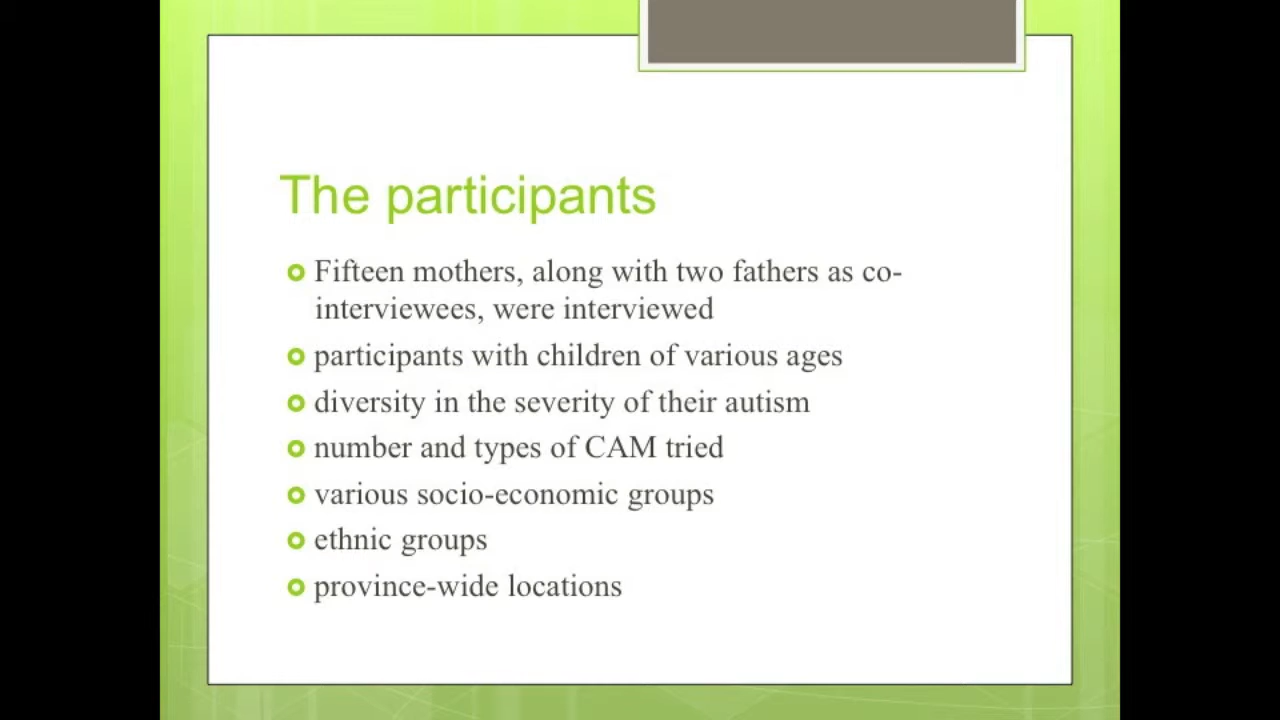 The participants
Fifteen mothers, along with two fathers as co-
interviewees, were interviewed
participants with children of various ages
diversity in the severity of their autism
number and types of CAM tried
various socio-economic groups
ethnic groups
province-wide locations